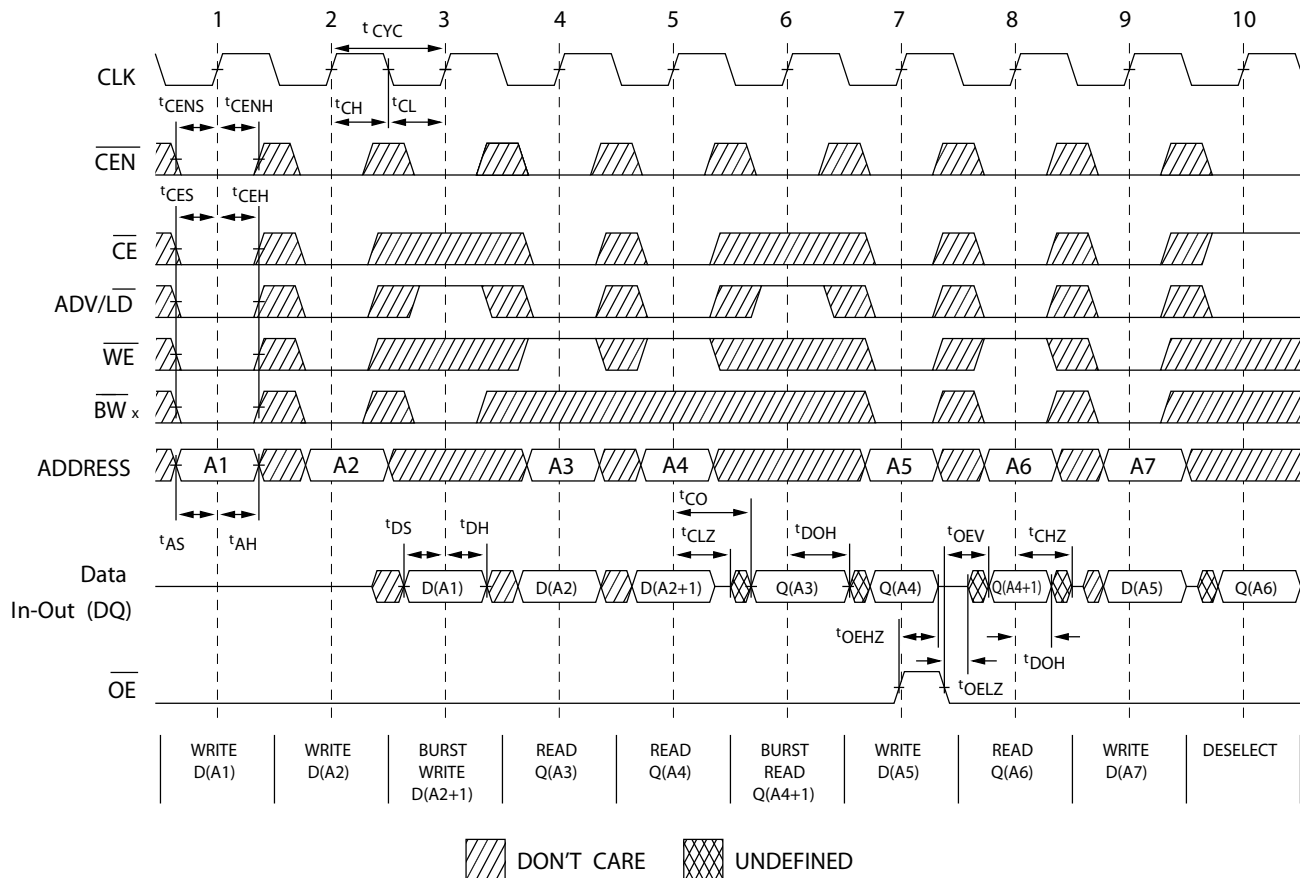 1 2 3 4 5 6 7 8 9 10
t CYC
CLK
tCENS tCENH tCH tCL
CEN
tCES tCEH
CE
ADV/LD
WE
BW x
ADDRESS A1 A2 A3 A4 A5 A6 A7
tCO
tAS tAH tDS tDH tCLZ tDOH tOEV tCHZ
Data
In-Out (DQ)
D(A1) D(A2) D(A2+1) Q(A3) Q(A4) Q(A4+1) D(A5) Q(A6)
tOEHZ tDOH
tOELZ
OE
WRITE
D(A1)
WRITE
D(A2)
BURST
WRITE
D(A2+1)
READ
Q(A3)
READ
Q(A4)
BURST
READ
Q(A4+1)
WRITE
D(A5)
READ
Q(A6)
WRITE
D(A7)
DESELECT
DON'T CARE
UNDEFINED